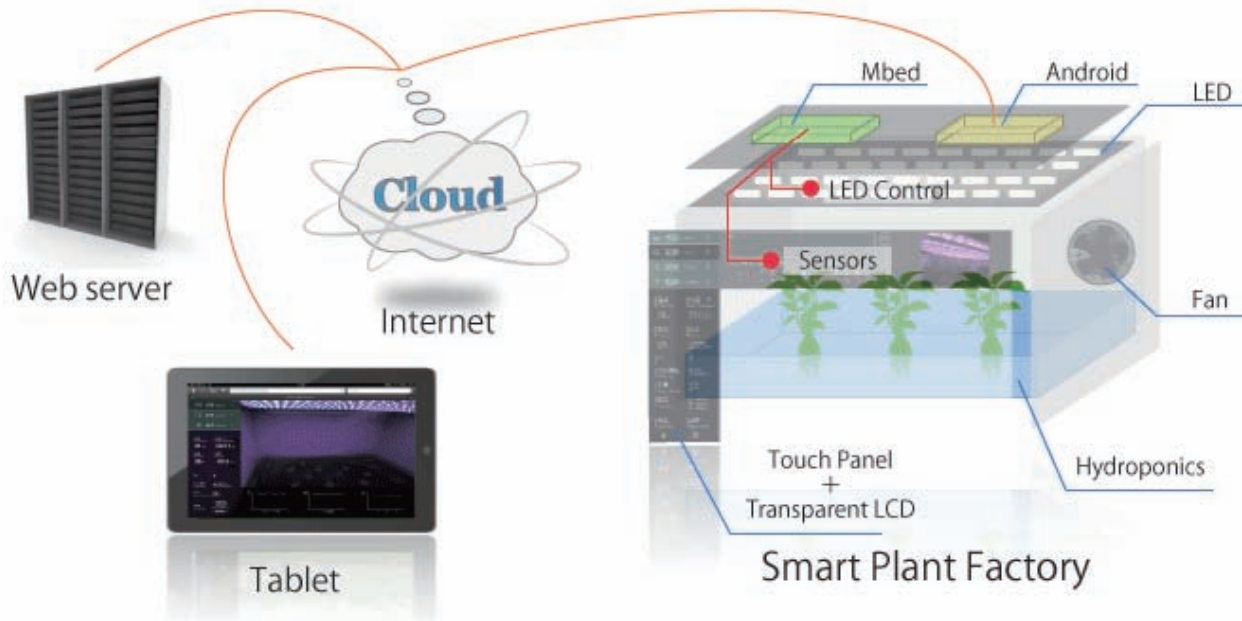 Mbed
Android
LED
Cloud
LED Control
Web server
Sensors
Internet
Fan
Touch Panel
+
Transparent LCD
Hydroponics
Tablet
Smart Plant Factory